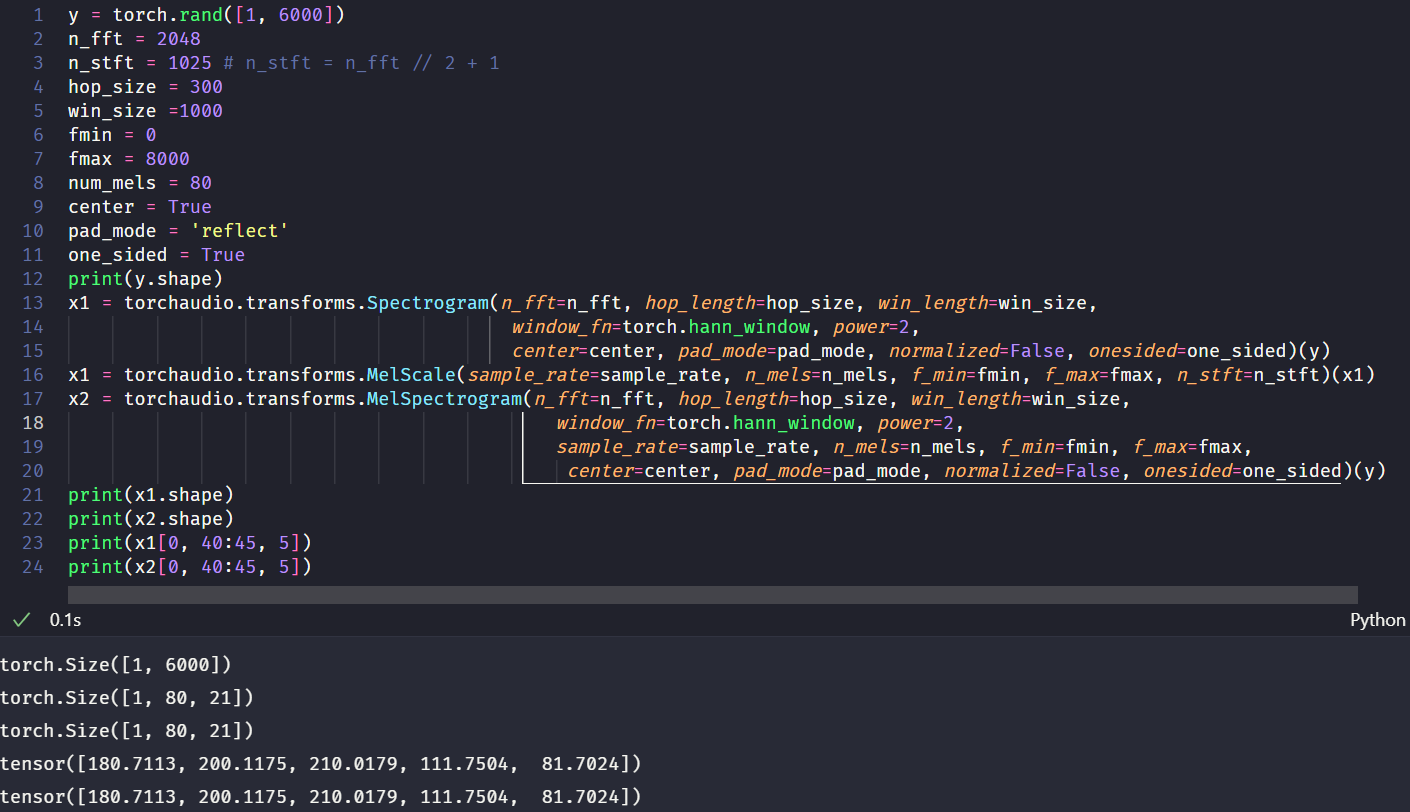 1 y = torch.rand([1, 6000])
2 n_fft = 2048
3 n_stft = 1025 # n_stft = n_fft // 2 + 1
4 hop_size = 300
5 win_size =1000
6 fmin = 0
7 fmax = 8000
8 num_mels = 80
9 center = True
10 pad_mode = 'reflect'
11 one_sided = True
12 print(y.shape)
13 x1 = torchaudio.transforms.Spectrogram(n_fft=n_fft, hop_length=hop_size, win_length=win_size,
14 window_fn=torch.hann_window, power=2,
15 center=center, pad_mode=pad_mode, normalized=False, onesided=one_sided)(y)
16 x1 = torchaudio.transforms.MelScale(sample_rate=sample_rate, n_mels=n_mels, f_min=fmin, f_max=fmax, n_stft=n_stft)(x1)
17 x2 = torchaudio.transforms.MelSpectrogram(n_fft=n_fft, hop_length=hop_size, win_length=win_size,
18 window_fn=torch.hann_window, power=2,
19 sample_rate=sample_rate, n_mels=n_mels, f_min=fmin, f_max=fmax,
20 center=center, pad_mode=pad_mode, normalized=False, onesided=one_sided)(y)
21 print(x1.shape)
22 print(x2.shape)
23 print(x1[0, 40:45, 5])
24 print(x2[0, 40:45, 5])
0.1s Python
torch.Size([1, 6000])
torch.Size([1, 80, 21])
torch.Size([1, 80, 21])
tensor([180.7113, 200.1175, 210.0179, 111.7504,  81.7024])
tensor([180.7113, 200.1175, 210.0179, 111.7504,  81.7024])